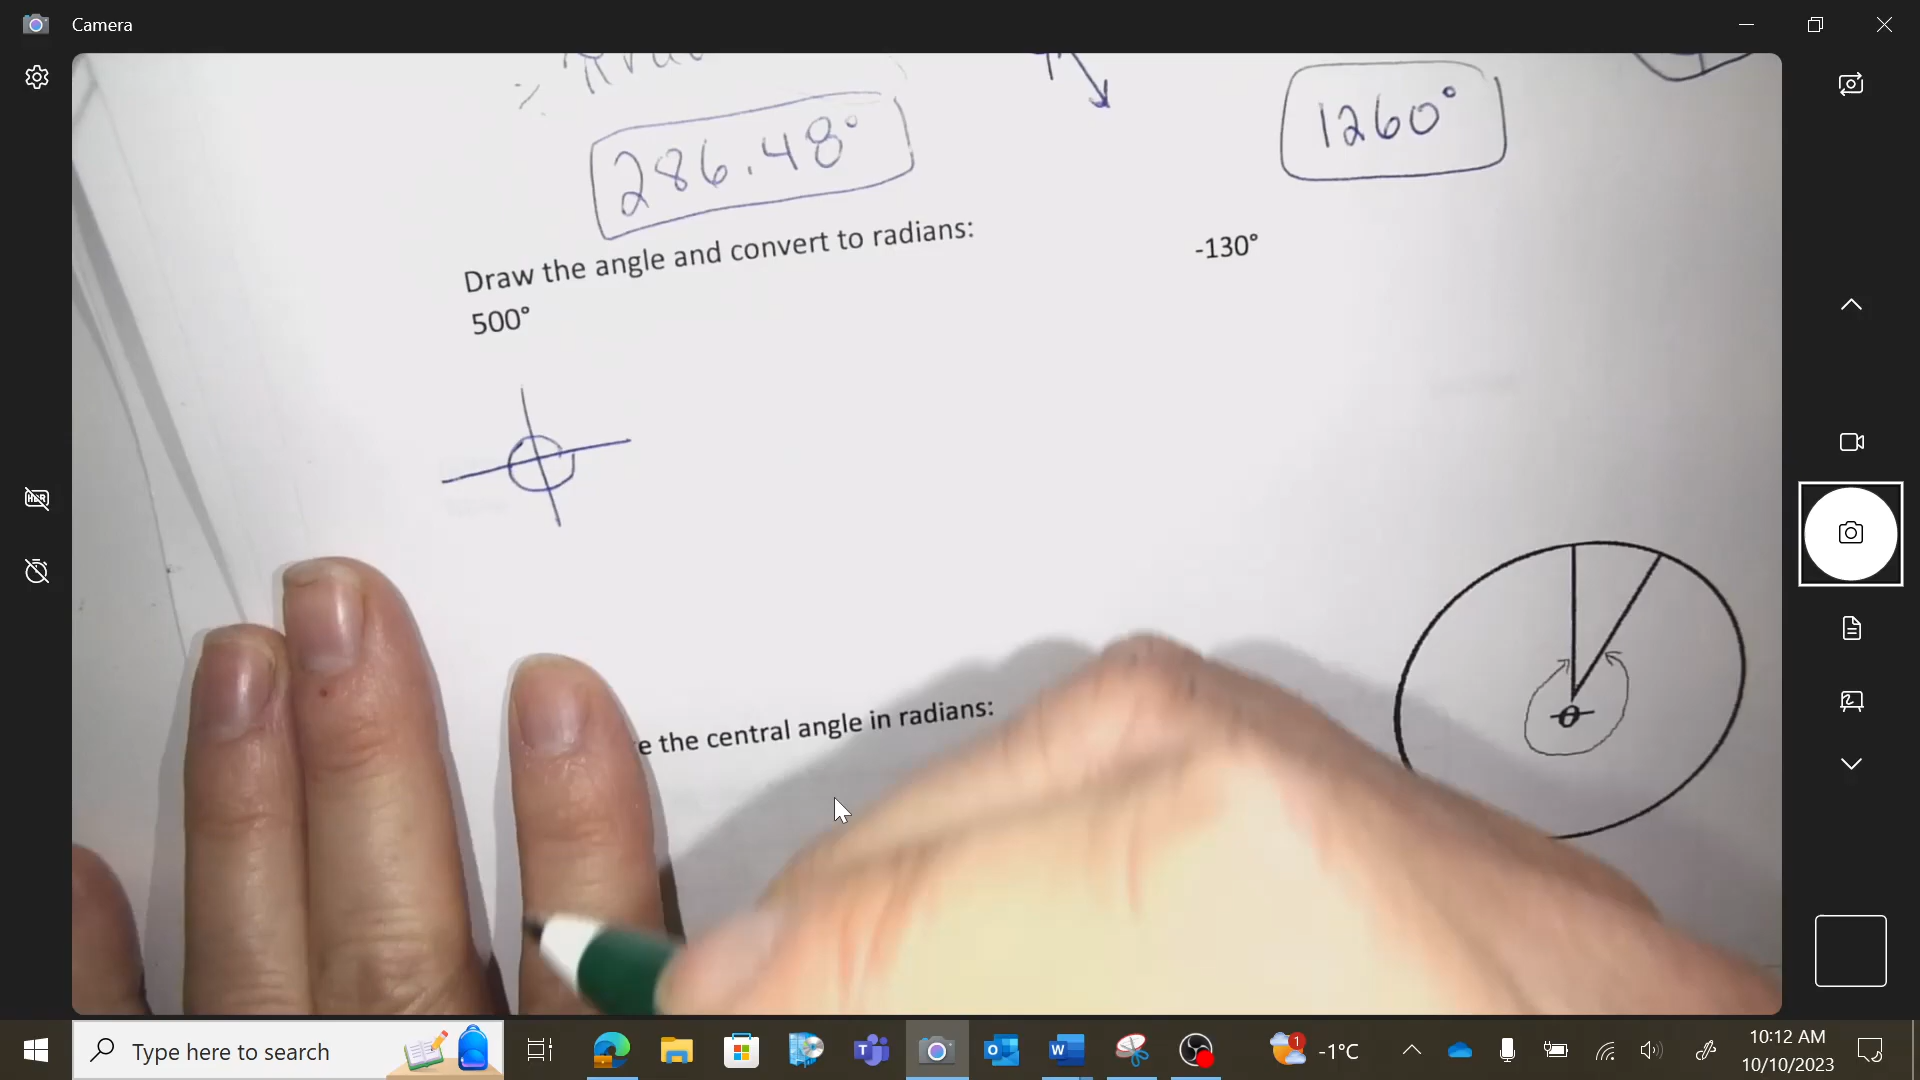 Camera
π
286.48°
1260°
Draw the angle and convert to radians:
-130°
500°
e the central angle in radians:
θ
Type here to search
1
-1°C
10:12 AM
10/10/2023